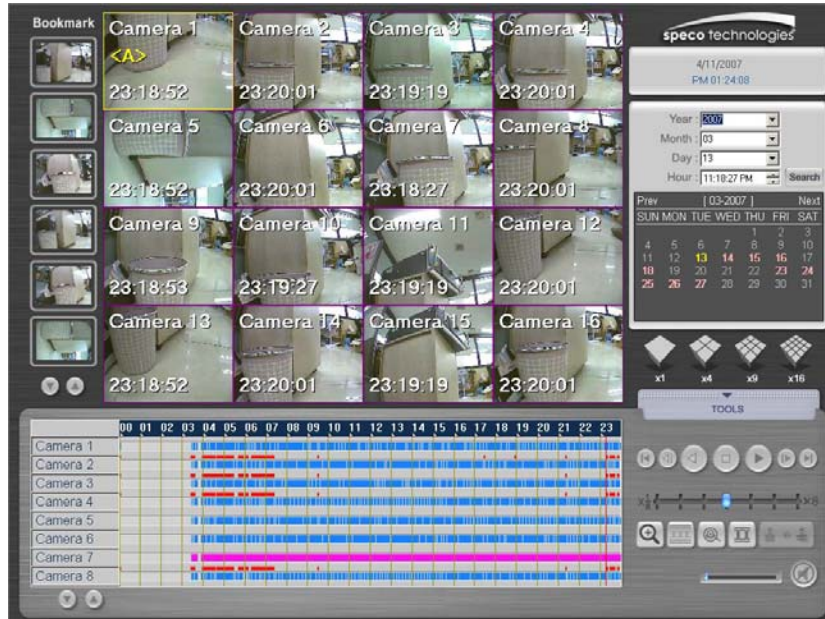 Bookmark
Camera 1
<A>
23:18:52
Camera 2
23:20:01
Camera 3
23:19:19
Camera 4
23:20:01
Camera 5
23:18:52
Camera 6
23:20:01
Camera 7
23:18:27
Camera 8
23:20:01
Camera 9
23:18:53
Camera 10
23:19:27
Camera 11
23:19:19
Camera 12
23:20:01
Camera 13
23:18:52
Camera 14
23:20:01
Camera 15
23:19:19
Camera 16
23:20:01
speco technologies
4/11/2007
PM 01:24:08
Year : 2007
Month : 03
Day : 13
Hour : 11:18:27 PM Search
Prev [ 03-2007 ] Next
SUN MON TUE WED THU FRI SAT
1 2 3
4 5 6 7 8 9 10
11 12 13 14 15 16 17
18 19 20 21 22 23 24
25 26 27 28 29 30 31
x1 x4 x9 x16
TOOLS
00 01 02 03 04 05 06 07 08 09 10 11 12 13 14 15 16 17 18 19 20 21 22 23
Camera 1
Camera 2
Camera 3
Camera 4
Camera 5
Camera 6
Camera 7
Camera 8
x8